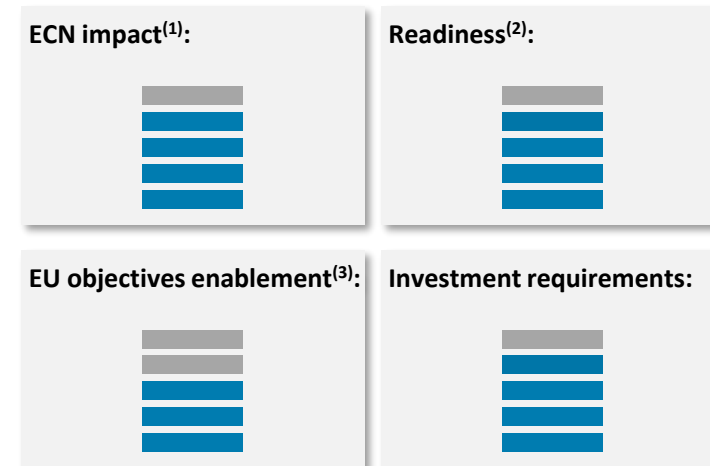 ECN impact(1):
Readiness(2):
EU objectives enablement(3):
Investment requirements: